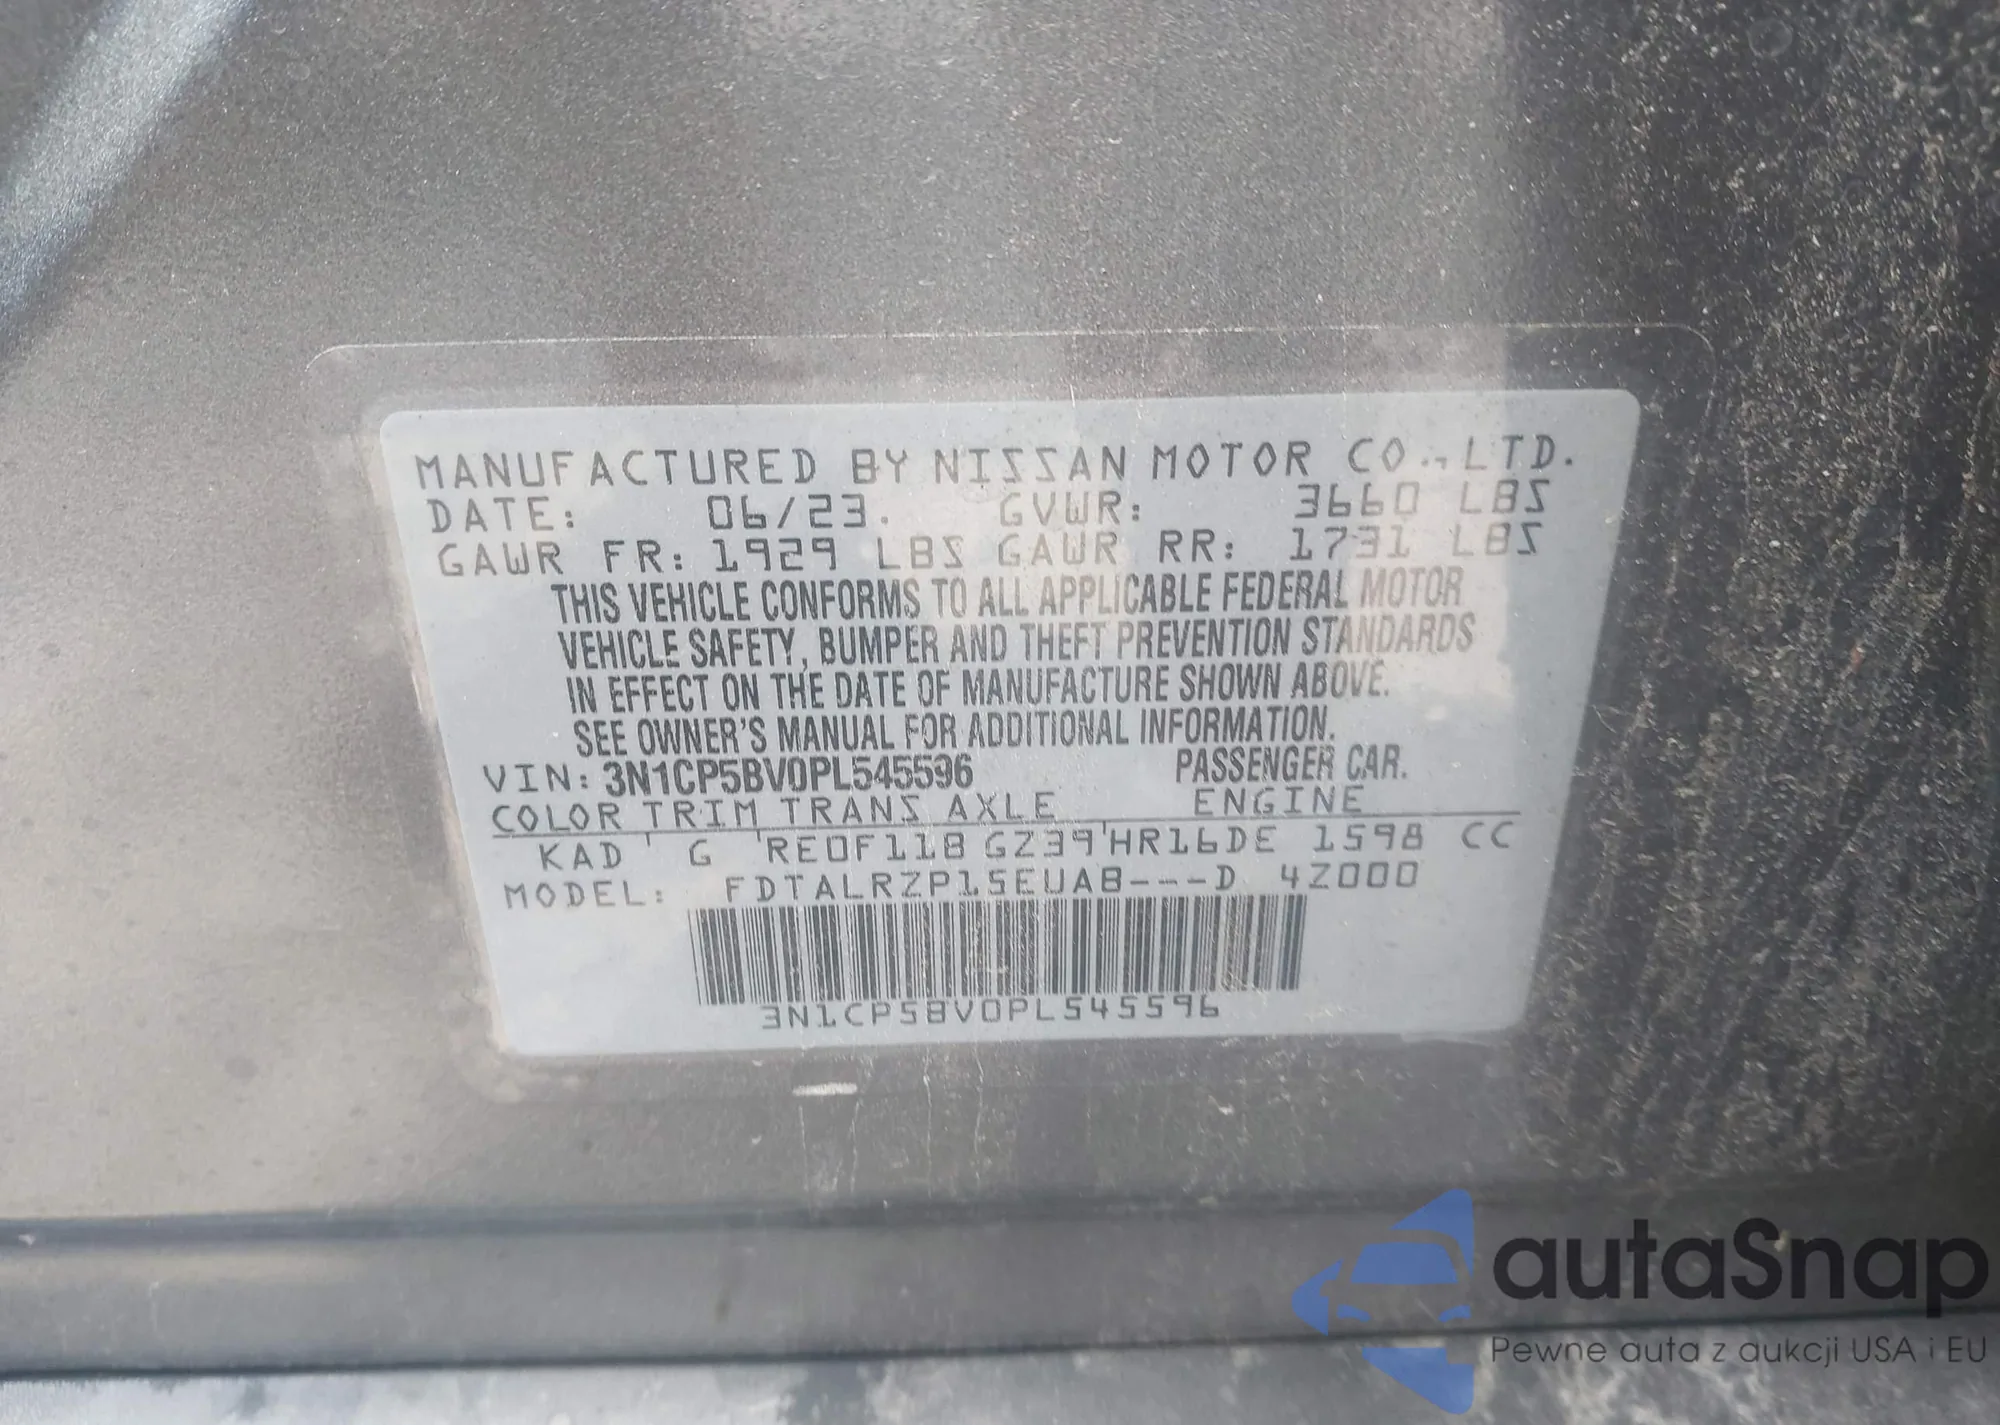 MANUFACTURED BY NISSAN MOTOR CO., LTD.
DATE: 06/23. GVWR: 3660 LBS
GAWR FR: 1929 LBS GAWR RR: 1731 LBS
THIS VEHICLE CONFORMS TO ALL APPLICABLE FEDERAL MOTOR
VEHICLE SAFETY, BUMPER AND THEFT PREVENTION STANDARDS
IN EFFECT ON THE DATE OF MANUFACTURE SHOWN ABOVE.
SEE OWNER'S MANUAL FOR ADDITIONAL INFORMATION.
VIN: 3N1CP5BV0PL545596 PASSENGER CAR.
COLOR TRIM TRANS AXLE ENGINE
KAD G RE0F11B GZ39 HR16DE 1598 CC
MODEL: FDTALRZP15EUAB---D 4Z000
3N1CP5BV0PL545596
autaSnap
Pewne auta z aukcji USA i EU